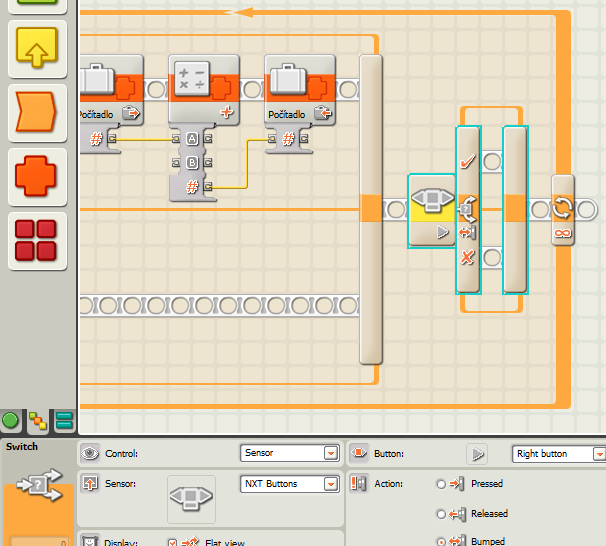 Počítadlo
Počítadlo
#
A
#
B
#
Switch
Control:
Sensor
Button:
Right button
Sensor:
NXT Buttons
Action:
Pressed
Released
Display:
Flat view
Bumped